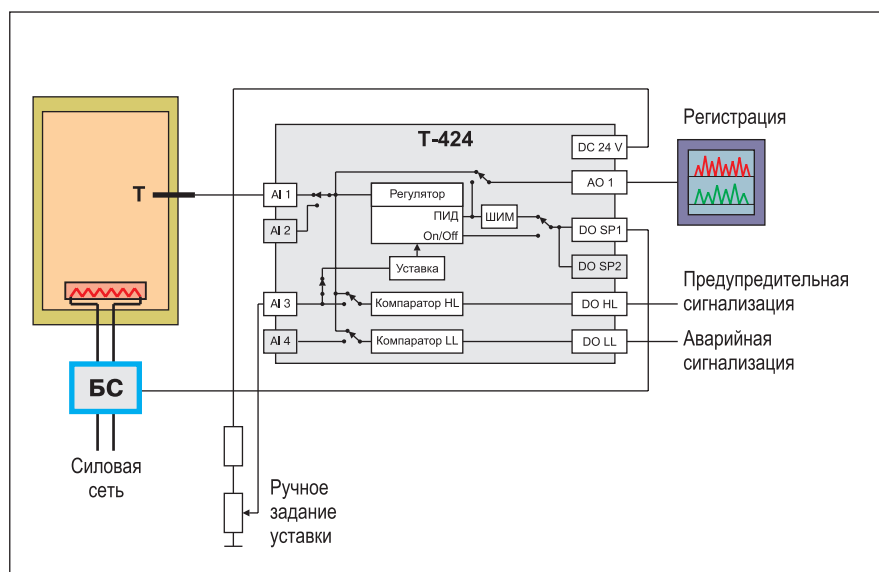 Т-424
Регистрация
DC 24 V
Т
AI 1
Регулятор
AO 1
AI 2
ПИД
ШИМ
On/Off
DO SP1
Уставка
DO SP2
AI 3
Компаратор HL
DO HL
Предупредительная
сигнализация
AI 4
Компаратор LL
DO LL
Аварийная
сигнализация
БС
Силовая
сеть
Ручное
задание
уставки